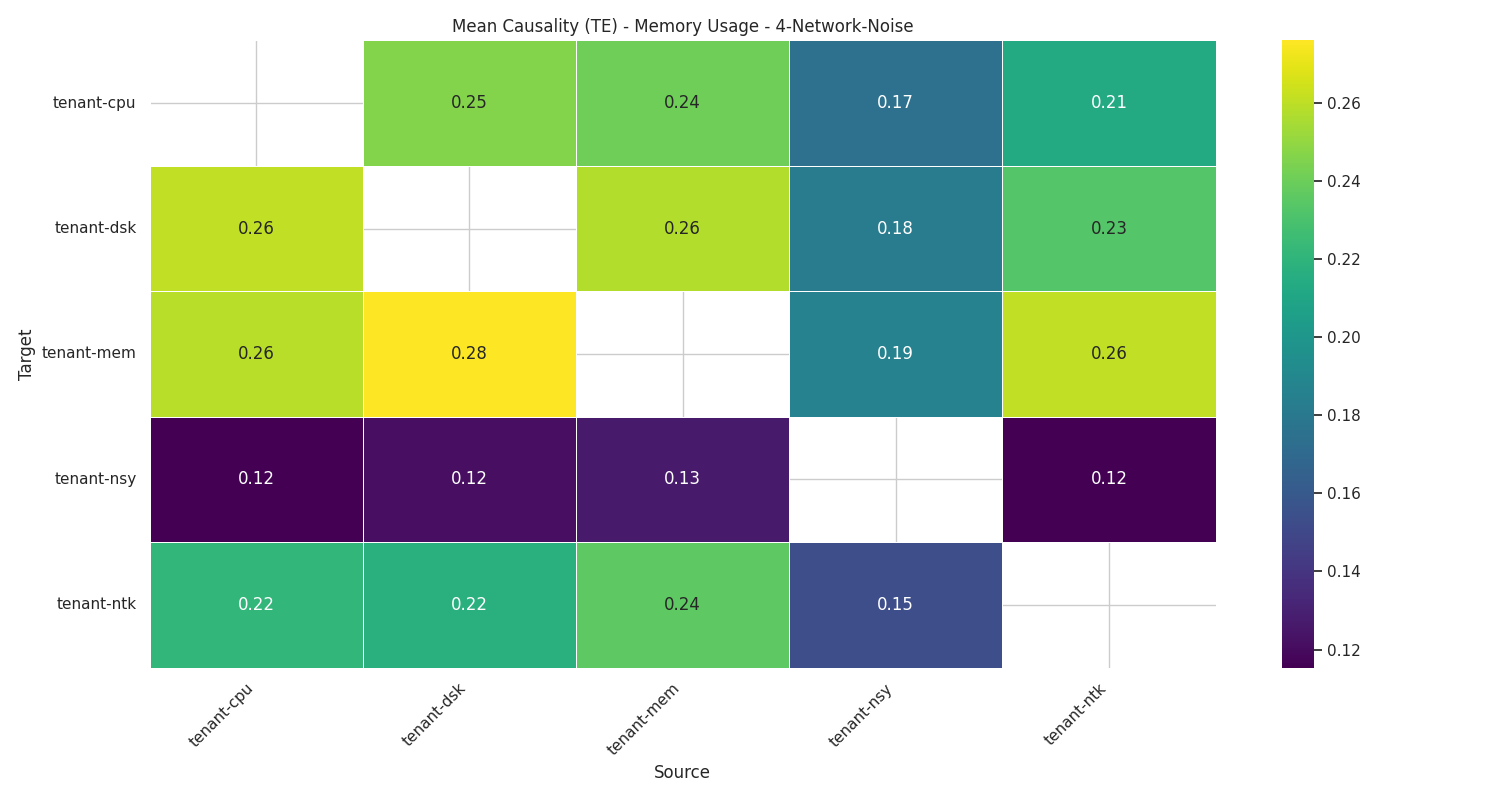 Mean Causality (TE) - Memory Usage - 4-Network-Noise
Target
tenant-cpu 0.25 0.24 0.17 0.21
tenant-dsk 0.26 0.26 0.18 0.23
tenant-mem 0.26 0.28 0.19 0.26
tenant-nsy 0.12 0.12 0.13 0.12
tenant-ntk 0.22 0.22 0.24 0.15
tenant-cpu tenant-dsk tenant-mem tenant-nsy tenant-ntk
Source
0.26
0.24
0.22
0.20
0.18
0.16
0.14
0.12